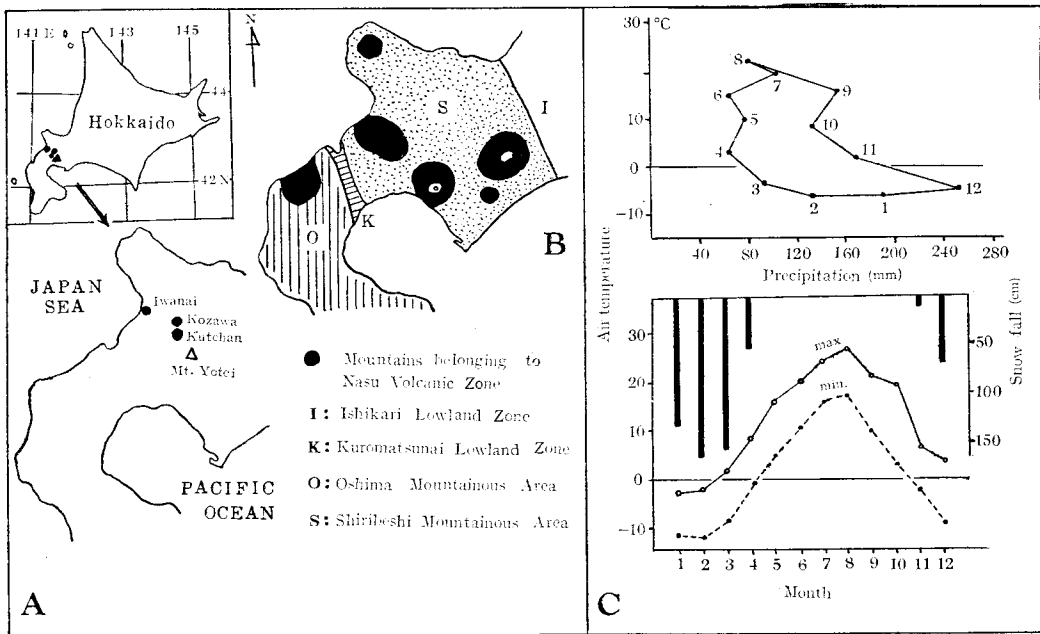 141 E 143 145
44
Hokkaido
42N
JAPAN
SEA
Iwanai
Kozawa
Kutchan
Mt. Yotei
PACIFIC
OCEAN
A
N
S
I
K
O
B
Mountains belonging to
Nasu Volcanic Zone
I: Ishikari Lowland Zone
K: Kuromatsunai Lowland Zone
O: Oshima Mountainous Area
S: Shiribeshi Mountainous Area
30 °C
20
10
0
−10
8
7
6
9
5
10
4
11
3
2
1
12
40 80 120 160 200 240 280
Precipitation (mm)
Air temperature
30
20
10
0
−10
max
min.
50
100
150
Snow fall (cm)
1 2 3 4 5 6 7 8 9 10 11 12
Month
C